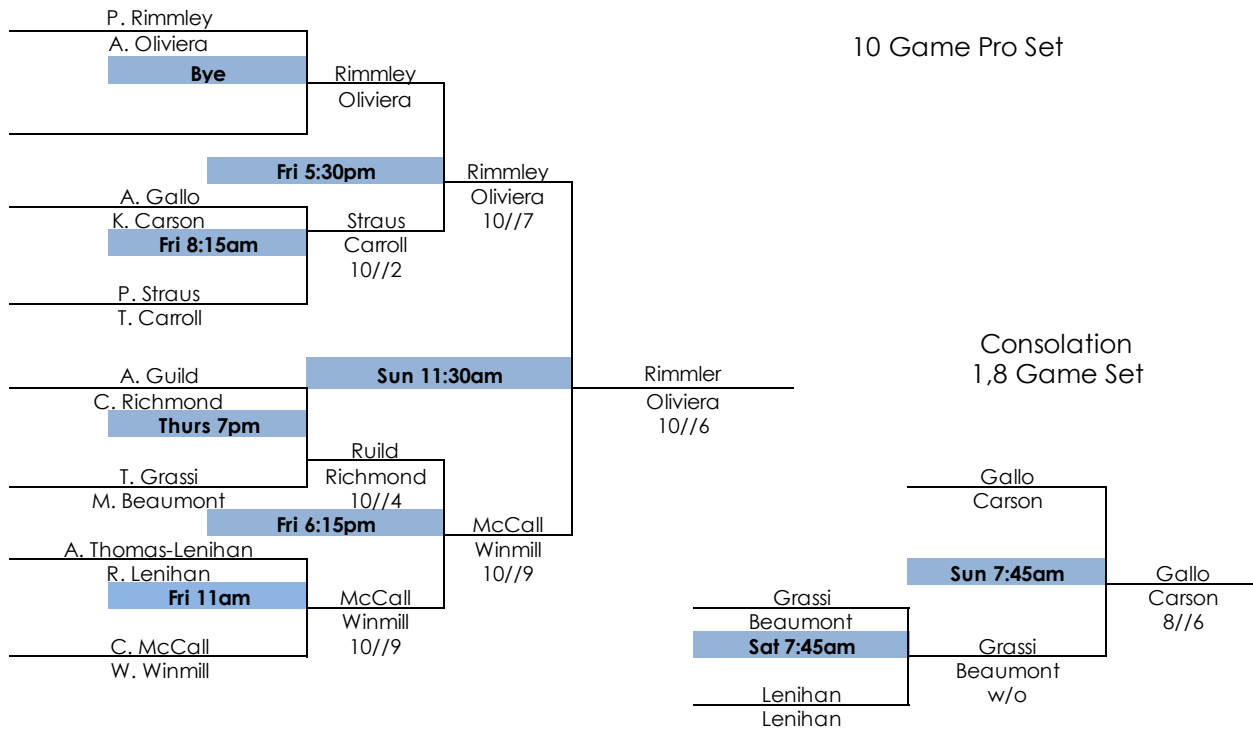 P. Rimmley
A. Oliviera
Bye
Rimmley
Oliviera
10 Game Pro Set
Fri 5:30pm
Rimmley
Oliviera
10//7
A. Gallo
K. Carson
Fri 8:15am
Straus
Carroll
10//2
P. Straus
T. Carroll
Sun 11:30am
Rimmler
Oliviera
10//6
A. Guild
C. Richmond
Thurs 7pm
Ruild
Richmond
10//4
T. Grassi
M. Beaumont
Fri 6:15pm
McCall
Winmill
10//9
A. Thomas-Lenihan
R. Lenihan
Fri 11am
McCall
Winmill
10//9
C. McCall
W. Winmill
Consolation
1,8 Game Set
Gallo
Carson
Sun 7:45am
Gallo
Carson
8//6
Grassi
Beaumont
Sat 7:45am
Grassi
Beaumont
w/o
Lenihan
Lenihan